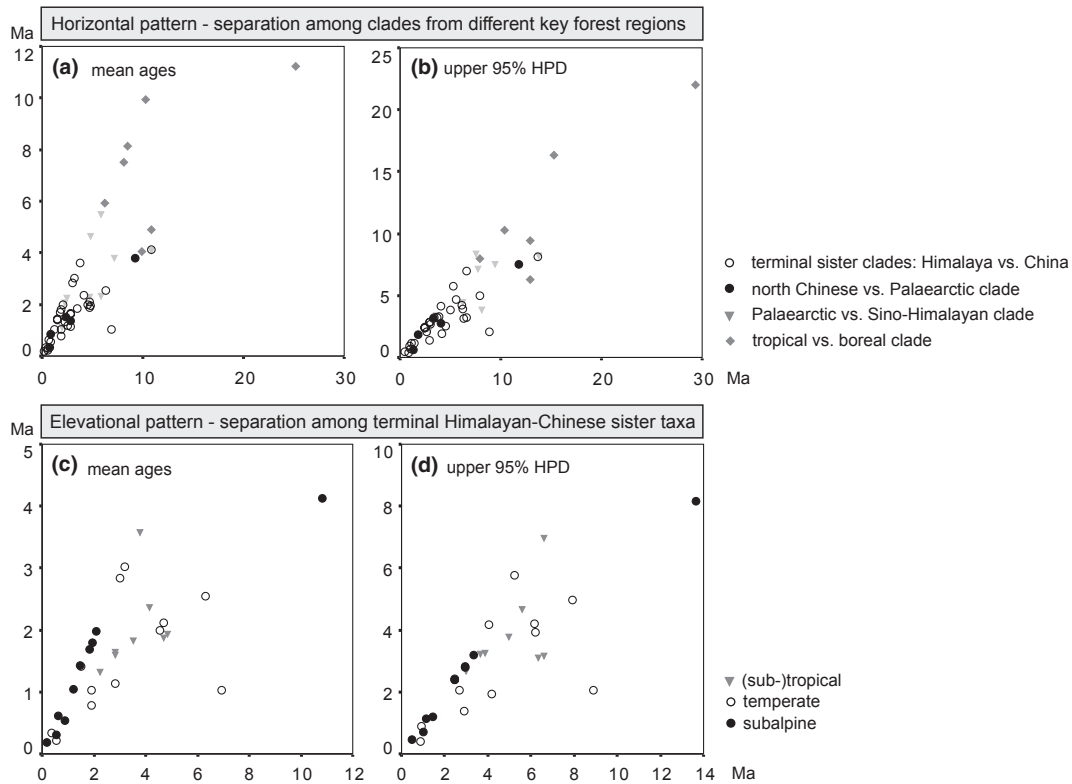 Horizontal pattern - separation among clades from different key forest regions
Ma
(a) mean ages
12
10
8
6
4
2
0
0 10 20 30
(b) upper 95% HPD
25
20
15
10
5
0
0 10 20 30
Ma
terminal sister clades: Himalaya vs. China
north Chinese vs. Palaearctic clade
Palaearctic vs. Sino-Himalayan clade
tropical vs. boreal clade
Elevational pattern - separation among terminal Himalayan-Chinese sister taxa
Ma
(c) mean ages
5
4
3
2
1
0
0 2 4 6 8 10 12
(d) upper 95% HPD
10
8
6
4
2
0
0 2 4 6 8 10 12 14
Ma
(sub-)tropical
temperate
subalpine